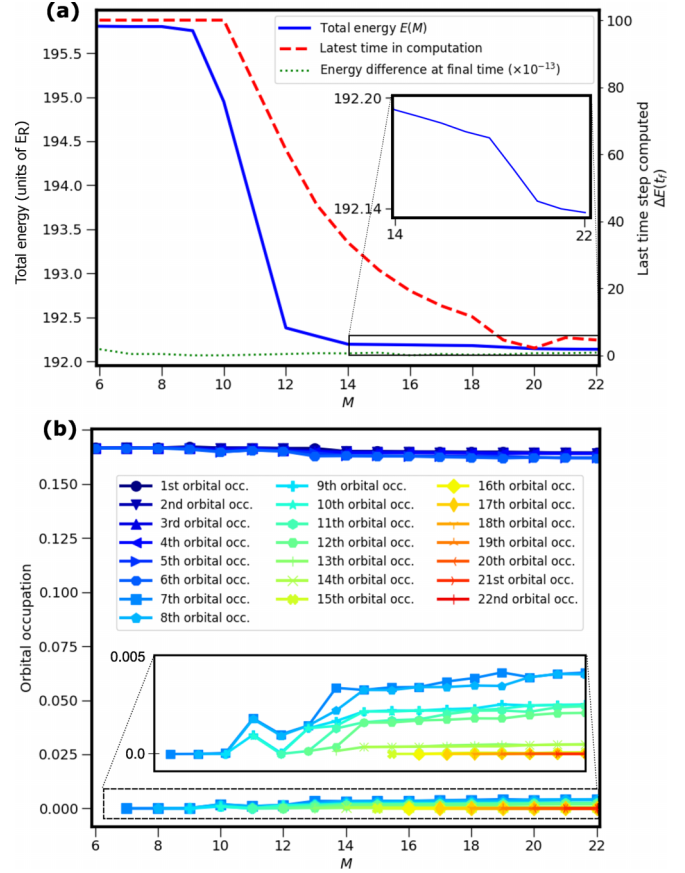 (a)
Total energy E(M)
Latest time in computation
Energy difference at final time (×10⁻¹³)
195.5
195.0
194.5
194.0
193.5
193.0
192.5
192.0
Total energy (units of E_R)
100
80
60
40
20
0
Last time step computed
ΔE(t_f)
192.20
192.14
14 22
6 8 10 12 14 16 18 20 22
M
(b)
0.150
0.125
0.100
0.075
0.050
0.025
0.000
Orbital occupation
1st orbital occ.
2nd orbital occ.
3rd orbital occ.
4th orbital occ.
5th orbital occ.
6th orbital occ.
7th orbital occ.
8th orbital occ.
9th orbital occ.
10th orbital occ.
11th orbital occ.
12th orbital occ.
13th orbital occ.
14th orbital occ.
15th orbital occ.
16th orbital occ.
17th orbital occ.
18th orbital occ.
19th orbital occ.
20th orbital occ.
21st orbital occ.
22nd orbital occ.
0.005
0.0
6 8 10 12 14 16 18 20 22
M